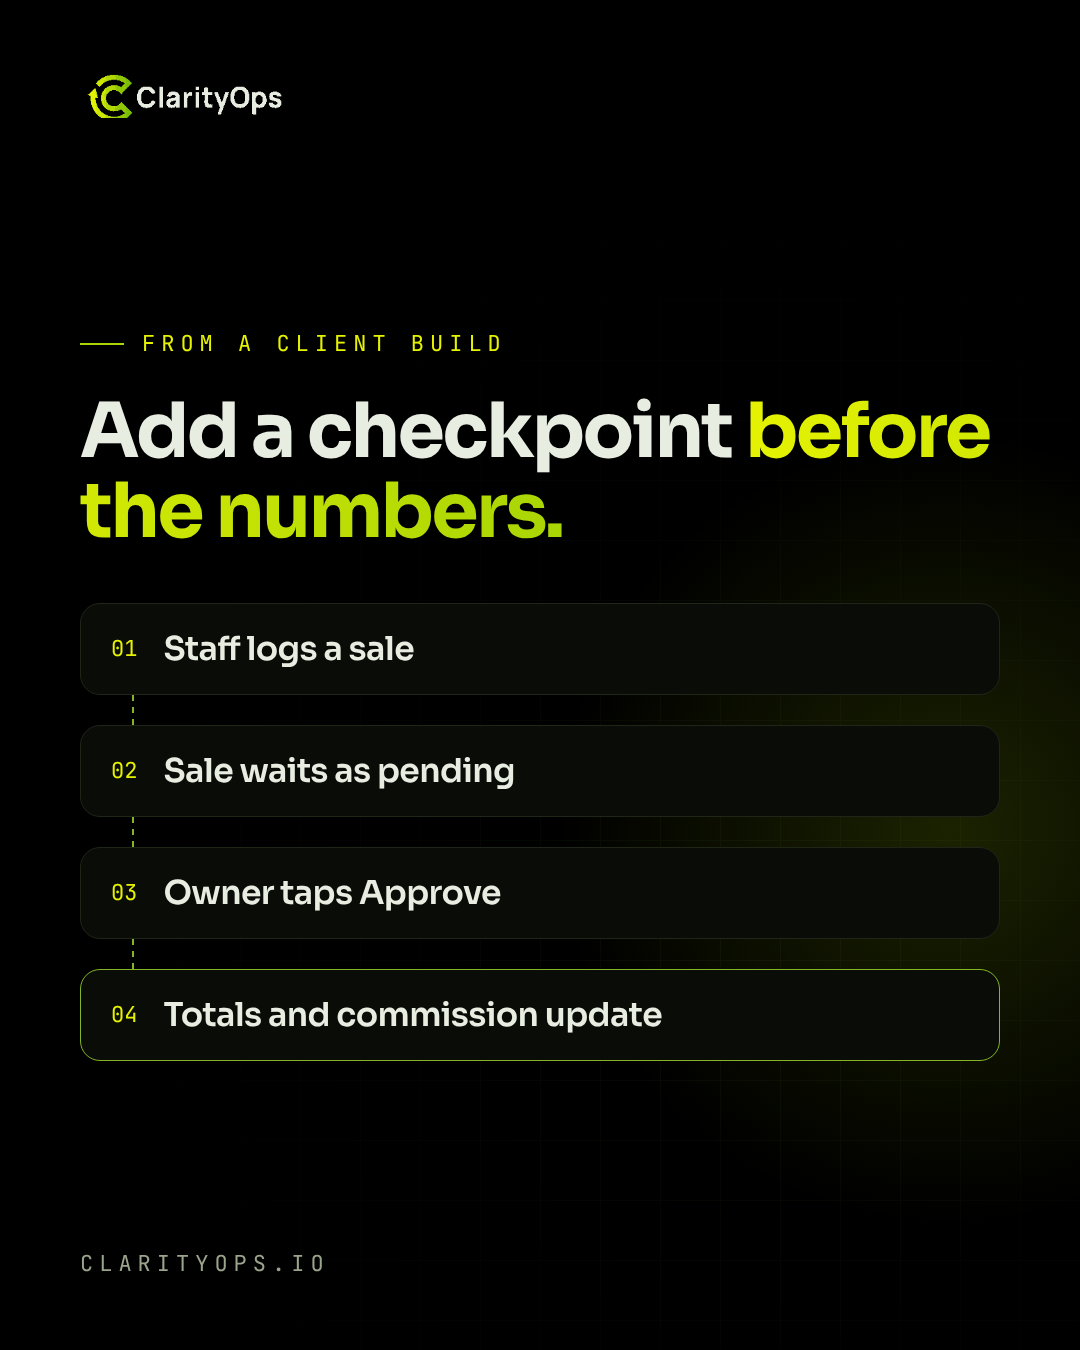 ClarityOps
FROM A CLIENT BUILD
Add a checkpoint before
the numbers.
01 Staff logs a sale
02 Sale waits as pending
03 Owner taps Approve
04 Totals and commission update
CLARITYOPS.IO